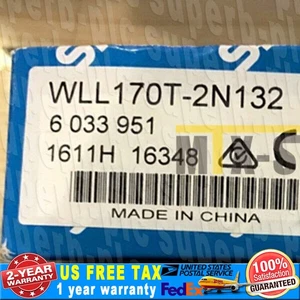 WLL170T-2N132
6 033 951
1611H 16348
MADE IN CHINA
2-YEAR
WARRANTY
US FREE TAX
1 year warranty
UNITED STATES
POSTAL SERVICE
FedEx
100%
Satisfaction
GUARANTEED